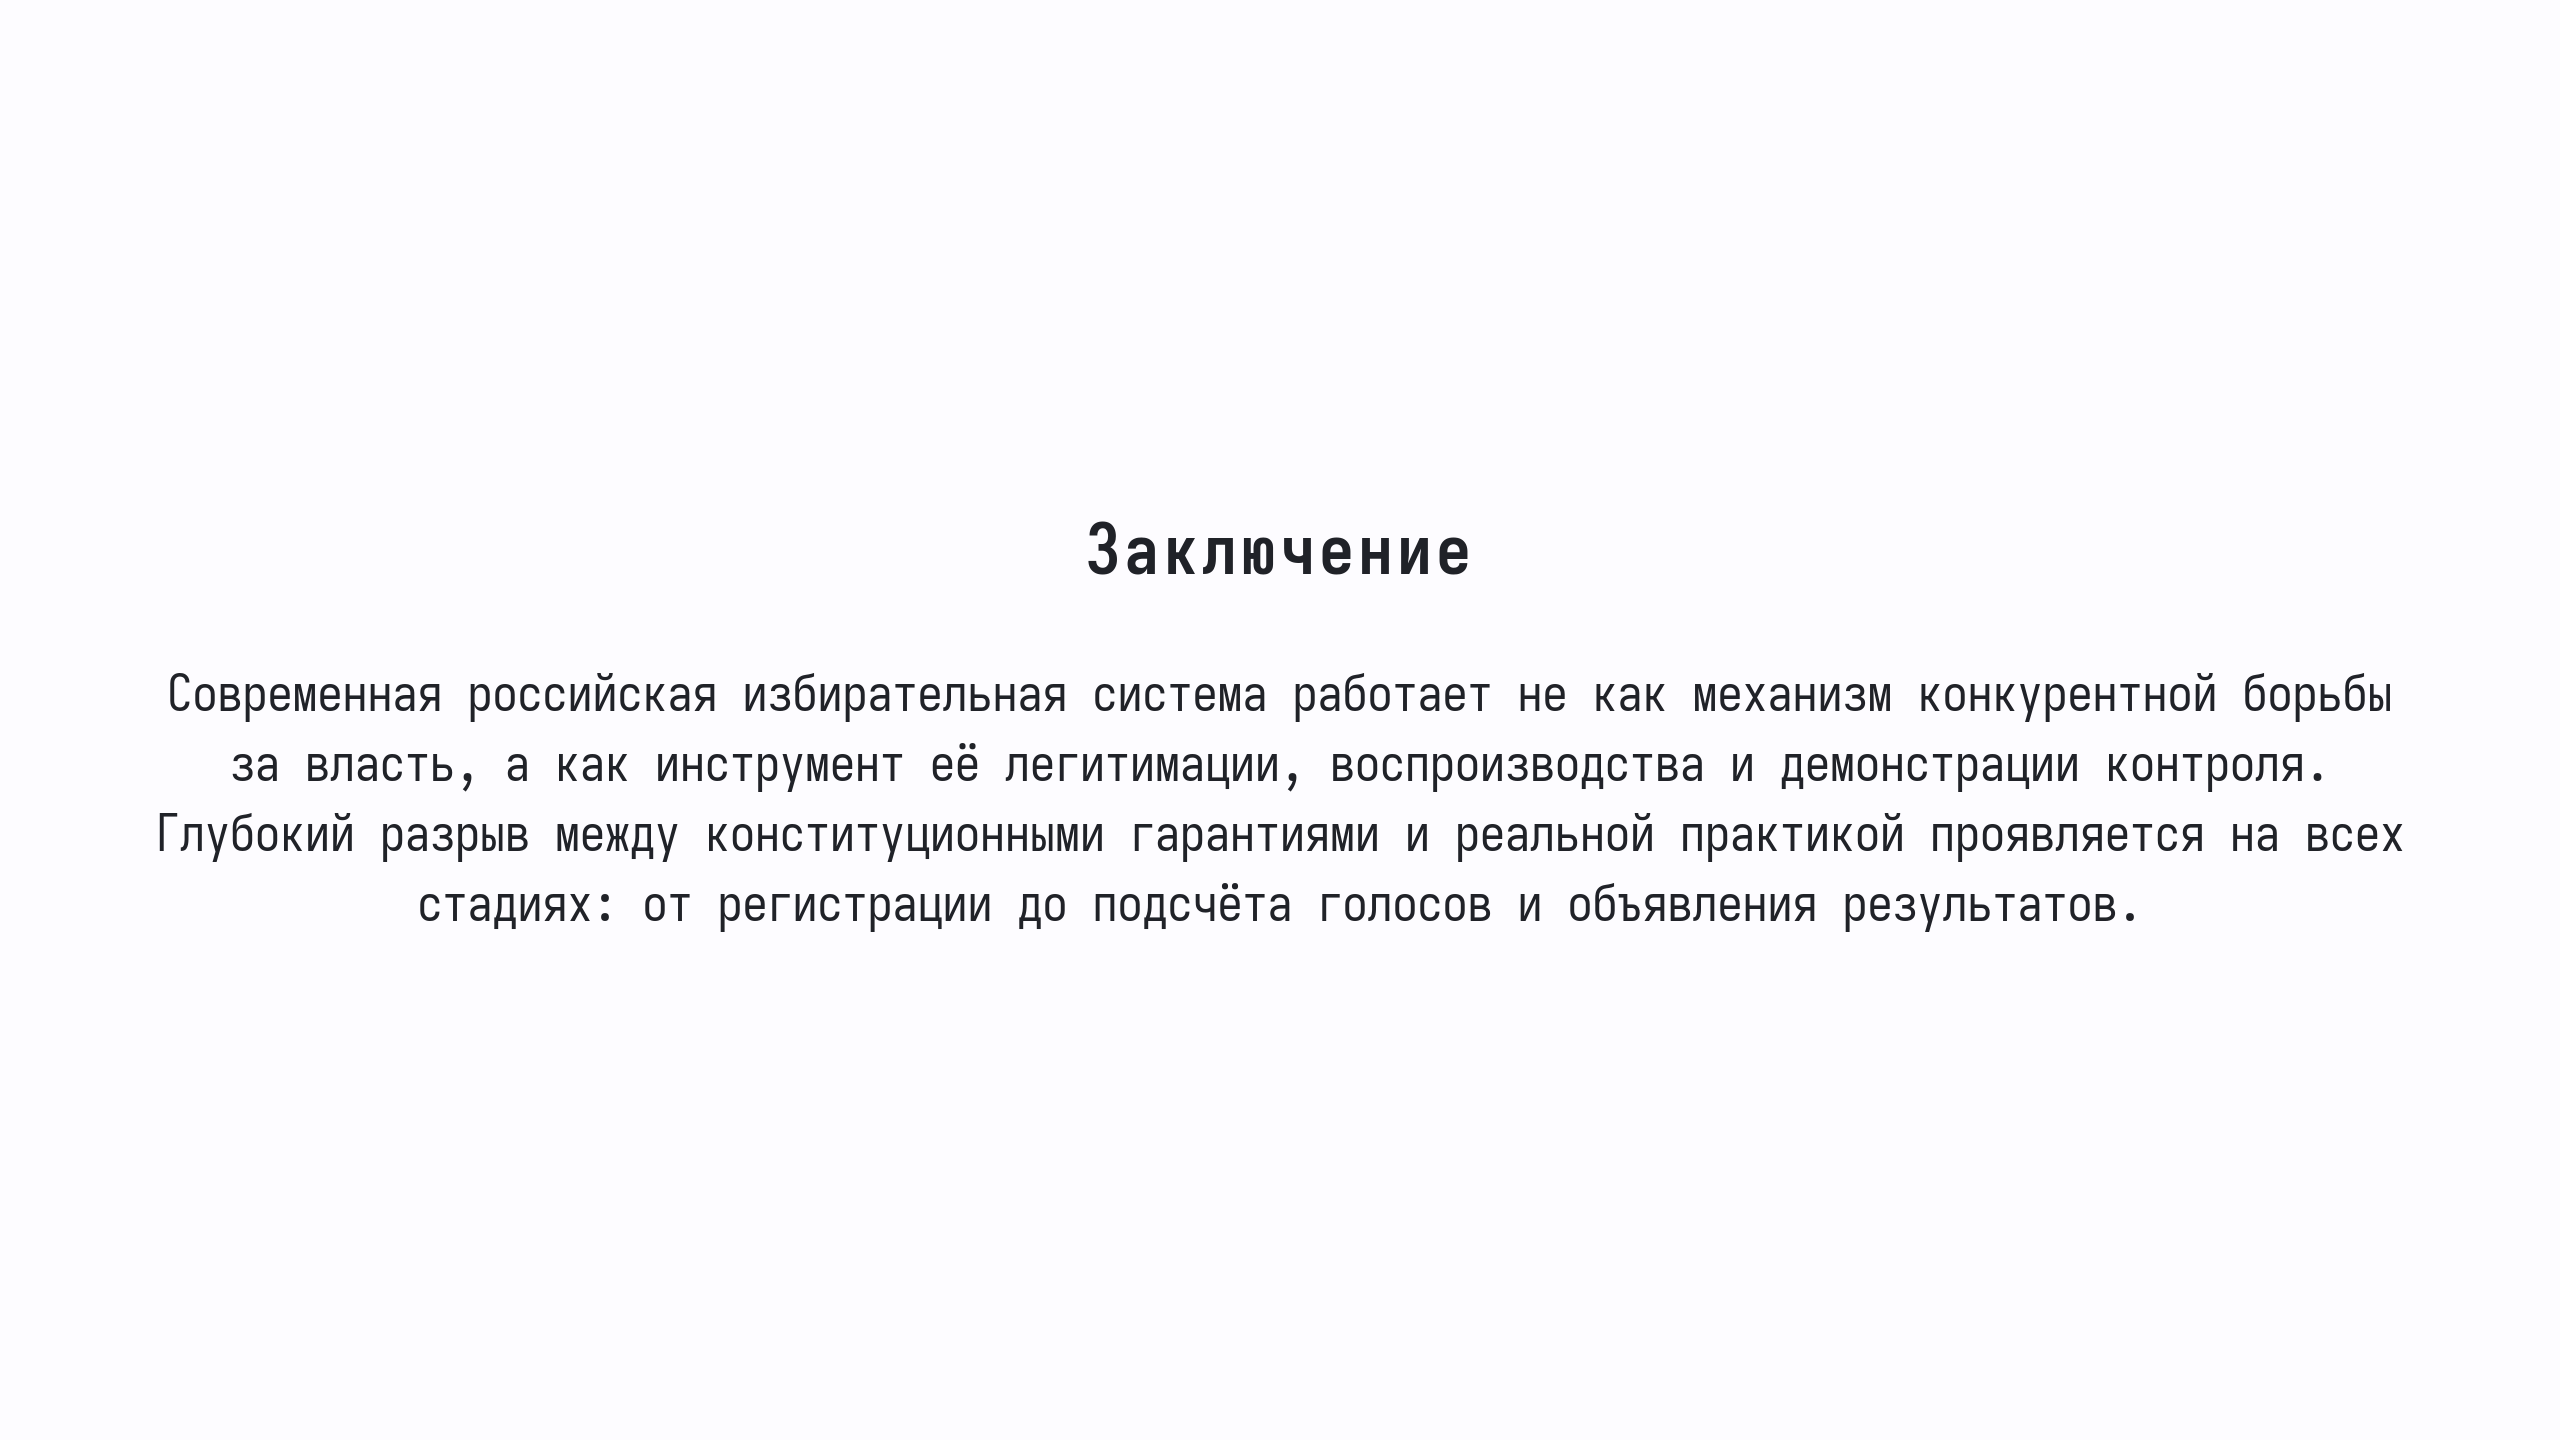 Заключение
Современная российская избирательная система работает не как механизм конкурентной борьбы
за власть, а как инструмент её легитимации, воспроизводства и демонстрации контроля.
Глубокий разрыв между конституционными гарантиями и реальной практикой проявляется на всех
стадиях: от регистрации до подсчёта голосов и объявления результатов.